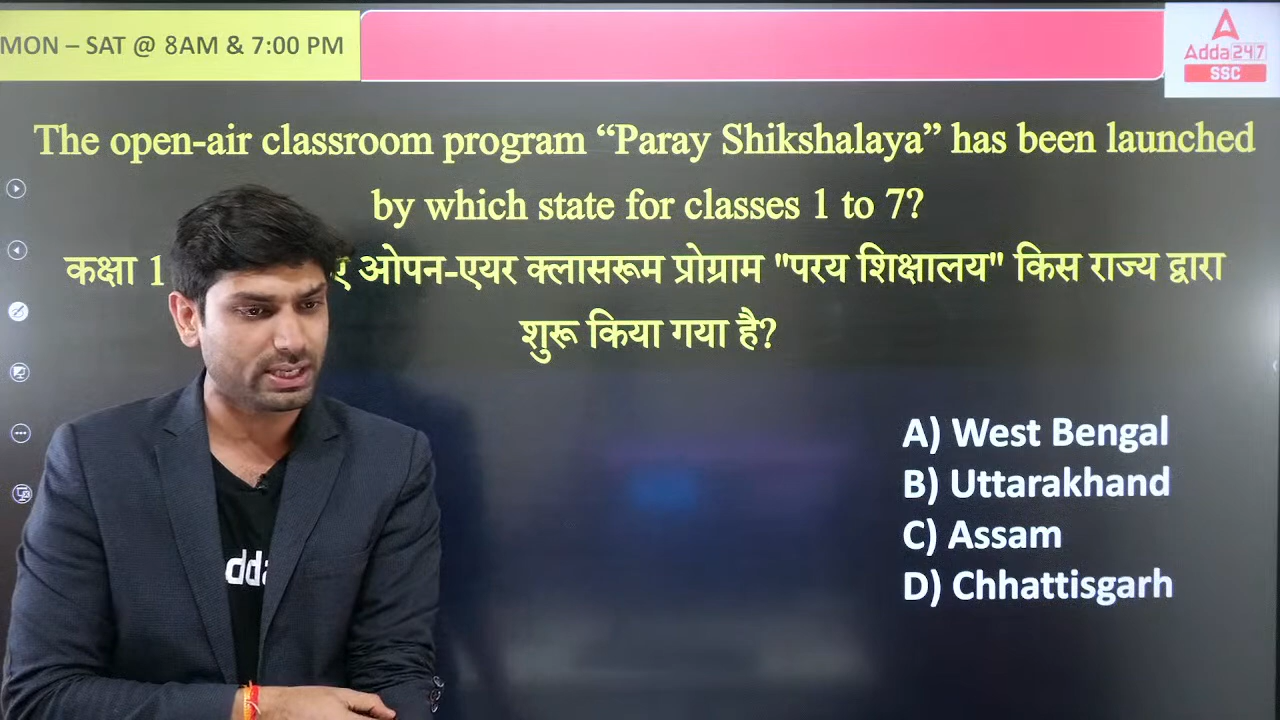 MON – SAT @ 8AM & 7:00 PM
Adda247
SSC
The open-air classroom program “Paray Shikshalaya” has been launched
by which state for classes 1 to 7?
कक्षा 1 ए ओपन-एयर क्लासरूम प्रोग्राम "परय शिक्षालय" किस राज्य द्वारा
शुरू किया गया है?
A) West Bengal
B) Uttarakhand
C) Assam
D) Chhattisgarh
dda